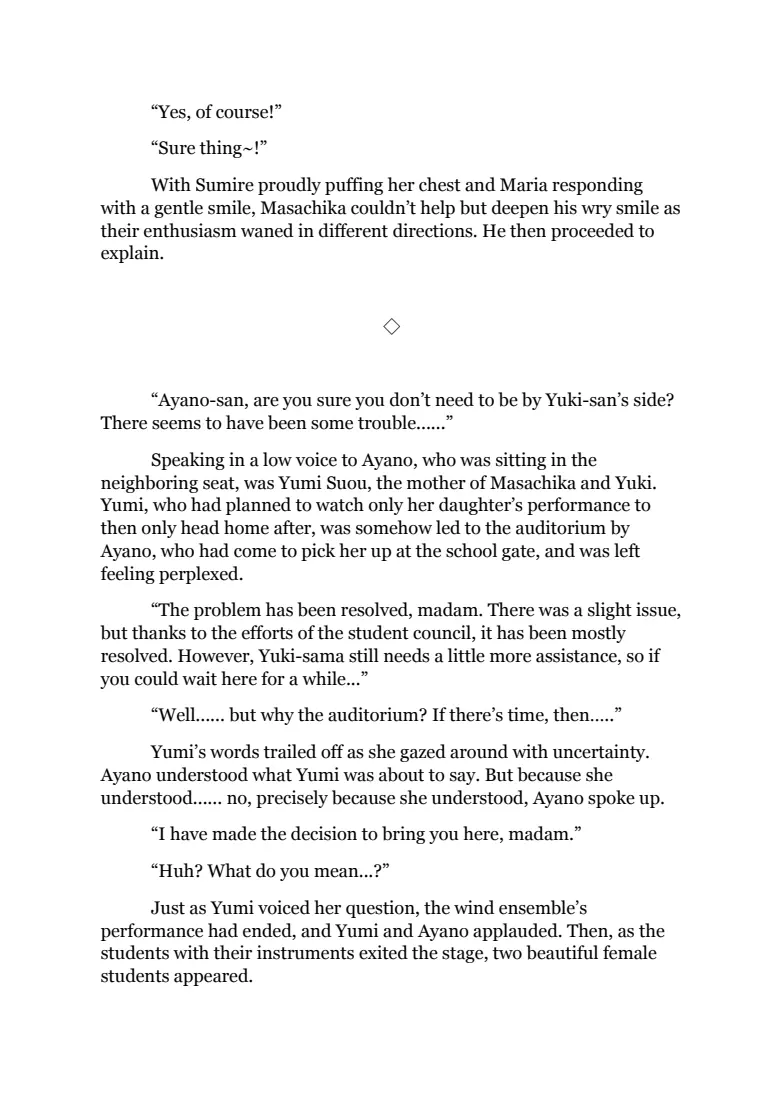 “Yes, of course!”
“Sure thing~!”
With Sumire proudly puffing her chest and Maria responding
with a gentle smile, Masachika couldn’t help but deepen his wry smile as
their enthusiasm waned in different directions. He then proceeded to
explain.
◇
“Ayano-san, are you sure you don’t need to be by Yuki-san’s side?
There seems to have been some trouble……”
Speaking in a low voice to Ayano, who was sitting in the
neighboring seat, was Yumi Suou, the mother of Masachika and Yuki.
Yumi, who had planned to watch only her daughter’s performance to
then only head home after, was somehow led to the auditorium by
Ayano, who had come to pick her up at the school gate, and was left
feeling perplexed.
“The problem has been resolved, madam. There was a slight issue,
but thanks to the efforts of the student council, it has been mostly
resolved. However, Yuki-sama still needs a little more assistance, so if
you could wait here for a while…”
“Well…… but why the auditorium? If there’s time, then…..”
Yumi’s words trailed off as she gazed around with uncertainty.
Ayano understood what Yumi was about to say. But because she
understood…… no, precisely because she understood, Ayano spoke up.
“I have made the decision to bring you here, madam.”
“Huh? What do you mean…?”
Just as Yumi voiced her question, the wind ensemble’s
performance had ended, and Yumi and Ayano applauded. Then, as the
students with their instruments exited the stage, two beautiful female
students appeared.